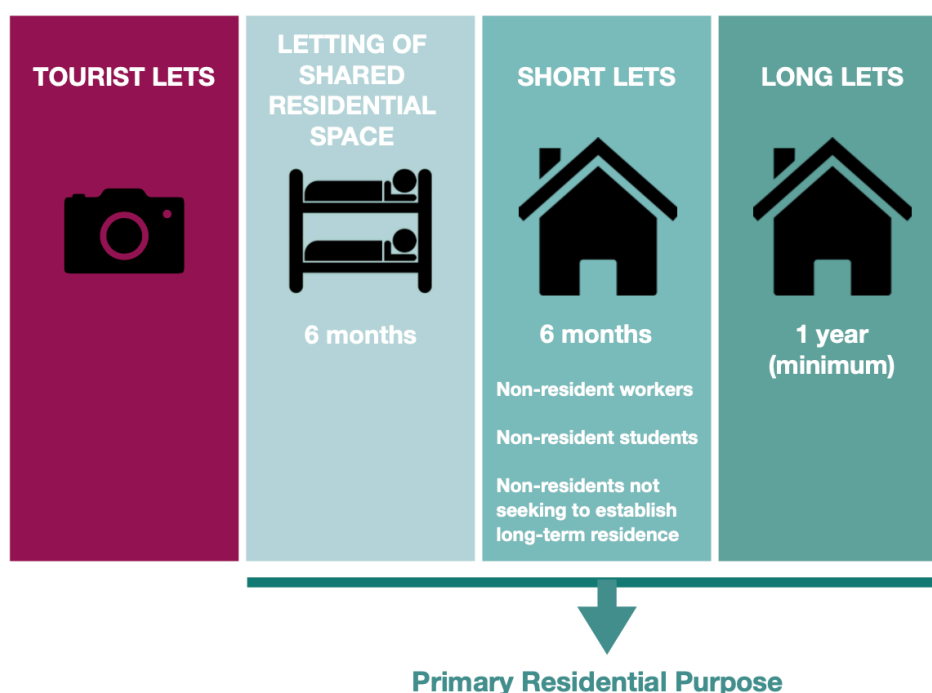 TOURIST LETS
LETTING OF
SHARED
RESIDENTIAL
SPACE
6 months
SHORT LETS
6 months
Non-resident workers
Non-resident students
Non-residents not
seeking to establish
long-term residence
LONG LETS
1 year
(minimum)
Primary Residential Purpose